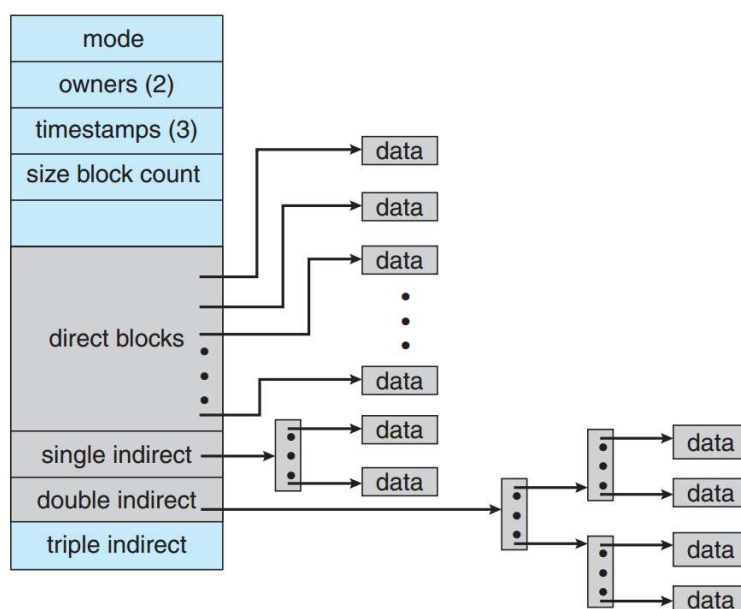 mode
owners (2)
timestamps (3)
size block count
direct blocks
single indirect
double indirect
triple indirect
data
data
data
data
data
data
data
data
data
data